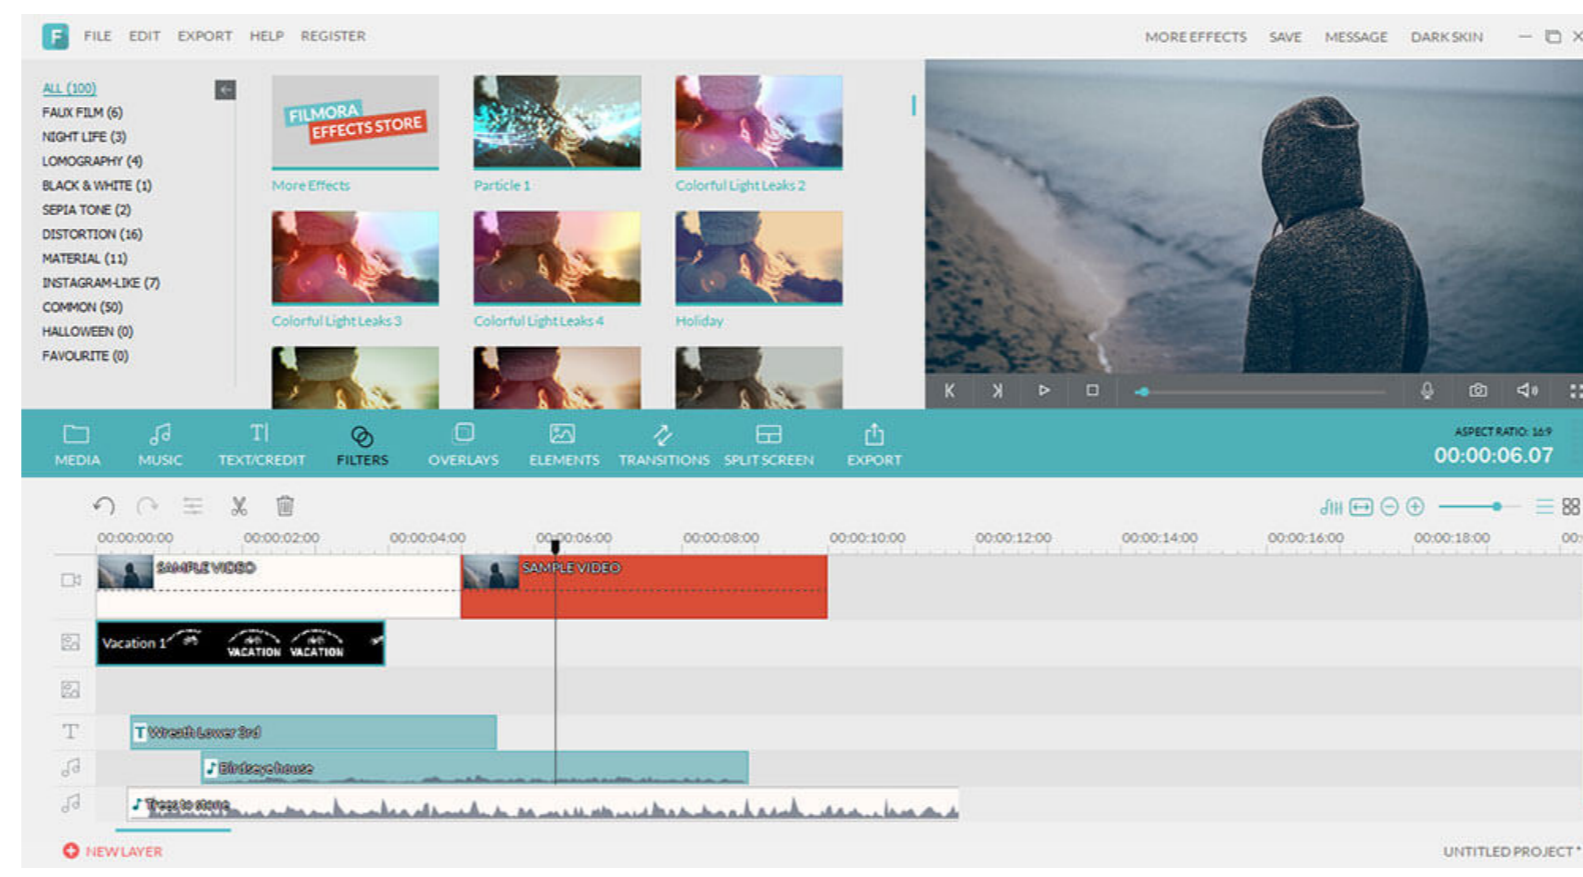 F FILE EDIT EXPORT HELP REGISTER MORE EFFECTS SAVE MESSAGE DARK SKIN
ALL (100)
FAUX FILM (6)
NIGHT LIFE (3)
LOMOGRAPHY (4)
BLACK & WHITE (1)
SEPIA TONE (2)
DISTORTION (16)
MATERIAL (11)
INSTAGRAM-LIKE (7)
COMMON (50)
HALLOWEEN (0)
FAVOURITE (0)
FILMORA
EFFECTS STORE
More Effects Particle 1 Colorful Light Leaks 2
Colorful Light Leaks 3 Colorful Light Leaks 4 Holiday
MEDIA MUSIC TEXT/CREDIT FILTERS OVERLAYS ELEMENTS TRANSITIONS SPLIT SCREEN EXPORT
ASPECT RATIO: 16:9
00:00:06.07
00:00:00:00 00:00:02:00 00:00:04:00 00:00:06:00 00:00:08:00 00:00:10:00 00:00:12:00 00:00:14:00 00:00:16:00 00:00:18:00 00:
SAMPLE VIDEO SAMPLE VIDEO
Vacation 1 VACATION VACATION
T T Wreath Lower 3rd
Birdseye house
Trees to stone
NEW LAYER UNTITLED PROJECT *